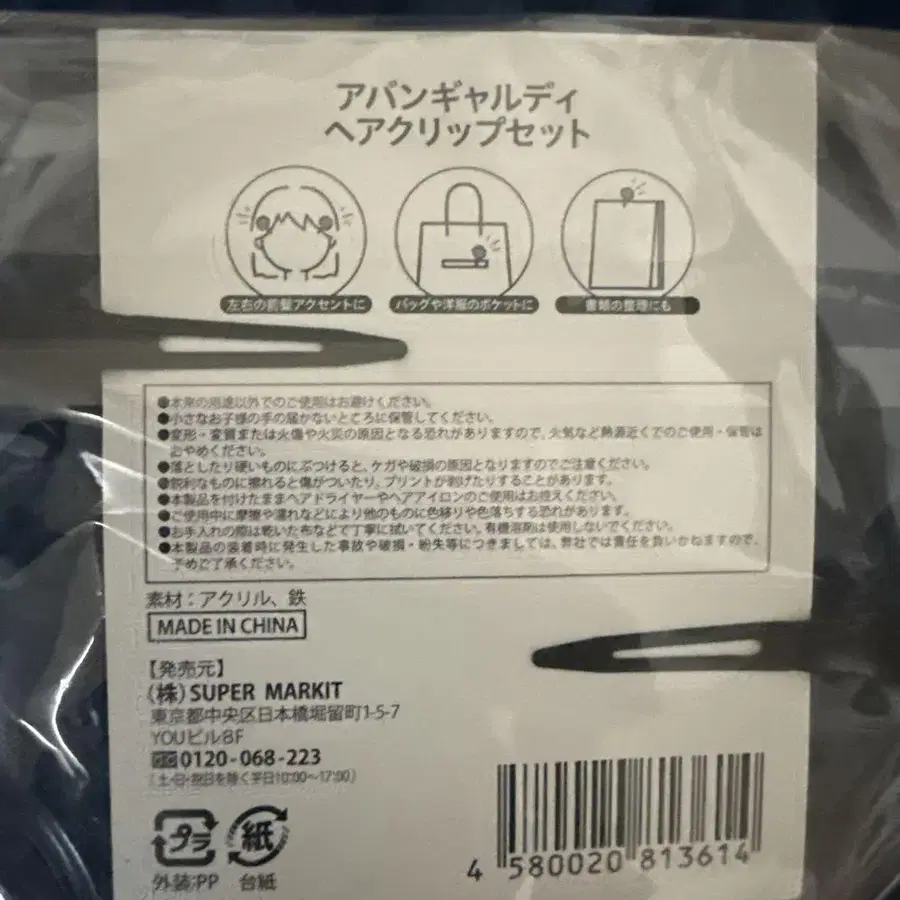 アバンギャルディ
ヘアクリップセット
左右の前髪アクセントに
バッグや洋服のポケットに
書類の整理にも
●本来の用途以外でのご使用はお避けください。
●小さなお子様の手の届かないところに保管してください。
●変形・変質または火傷や火災の原因となる恐れがありますので、火気など熱源近くでのご使用・保管は
おやめください。
●落としたり硬いものにぶつけると、ケガや破損の原因となりますのでご注意ください。
●鋭利なものに擦れると傷がついたり、プリントが剥げたりすることがあります。
●本製品を付けたままヘアドライヤーやヘアアイロンのご使用はお控えください。
●ご使用中に摩擦や濡れなどにより他のものに色移りや色落ちする恐れがあります。
●お手入れの際は乾いた布などで丁寧に拭いてください。有機溶剤は使用しないでください。
●本製品の装着時に発生した事故や破損・紛失等につきましては、弊社では責任を負いかねますので、
予めご了承ください。
素材：アクリル、鉄
MADE IN CHINA
【発売元】
(株)SUPER MARKIT
東京都中央区日本橋堀留町1-5-7
YOUビル8F
0120-068-223
(土・日・祝日を除く平日10:00〜17:00)
プラ
紙
外装:PP 台紙
4 580020 813614